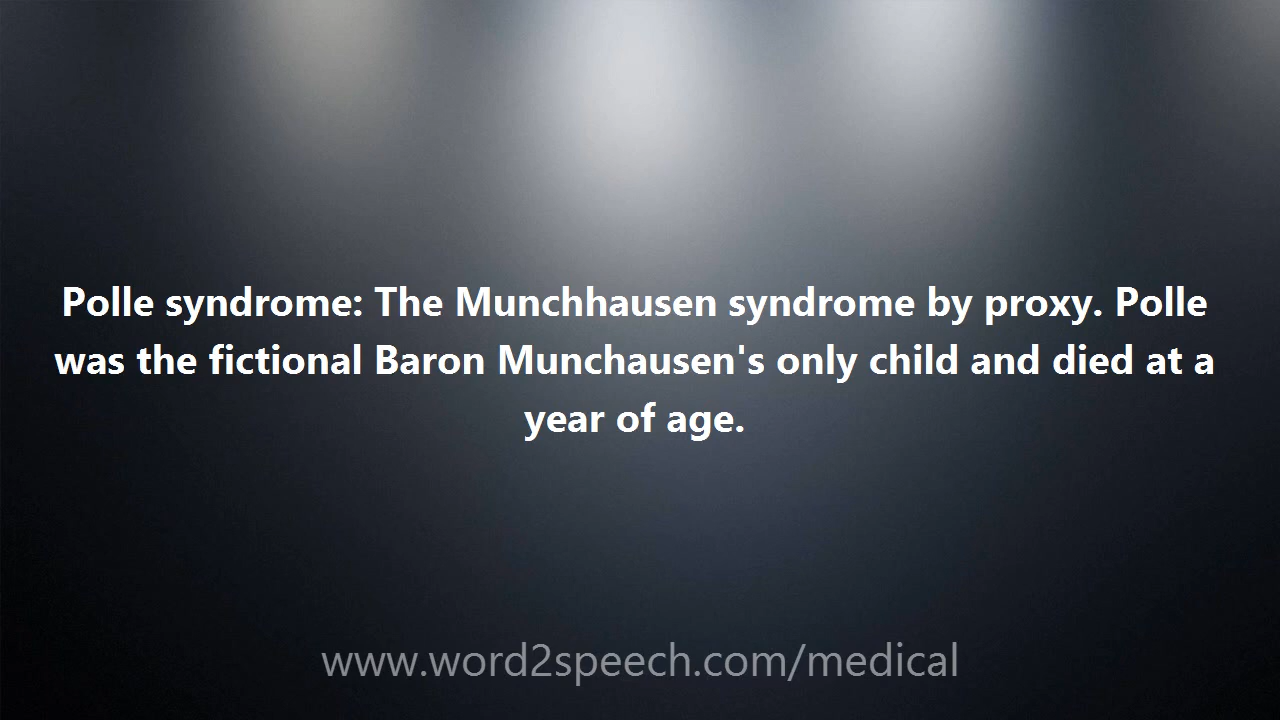 Polle syndrome: The Munchhausen syndrome by proxy. Polle
was the fictional Baron Munchausen's only child and died at a
year of age.
www.word2speech.com/medical